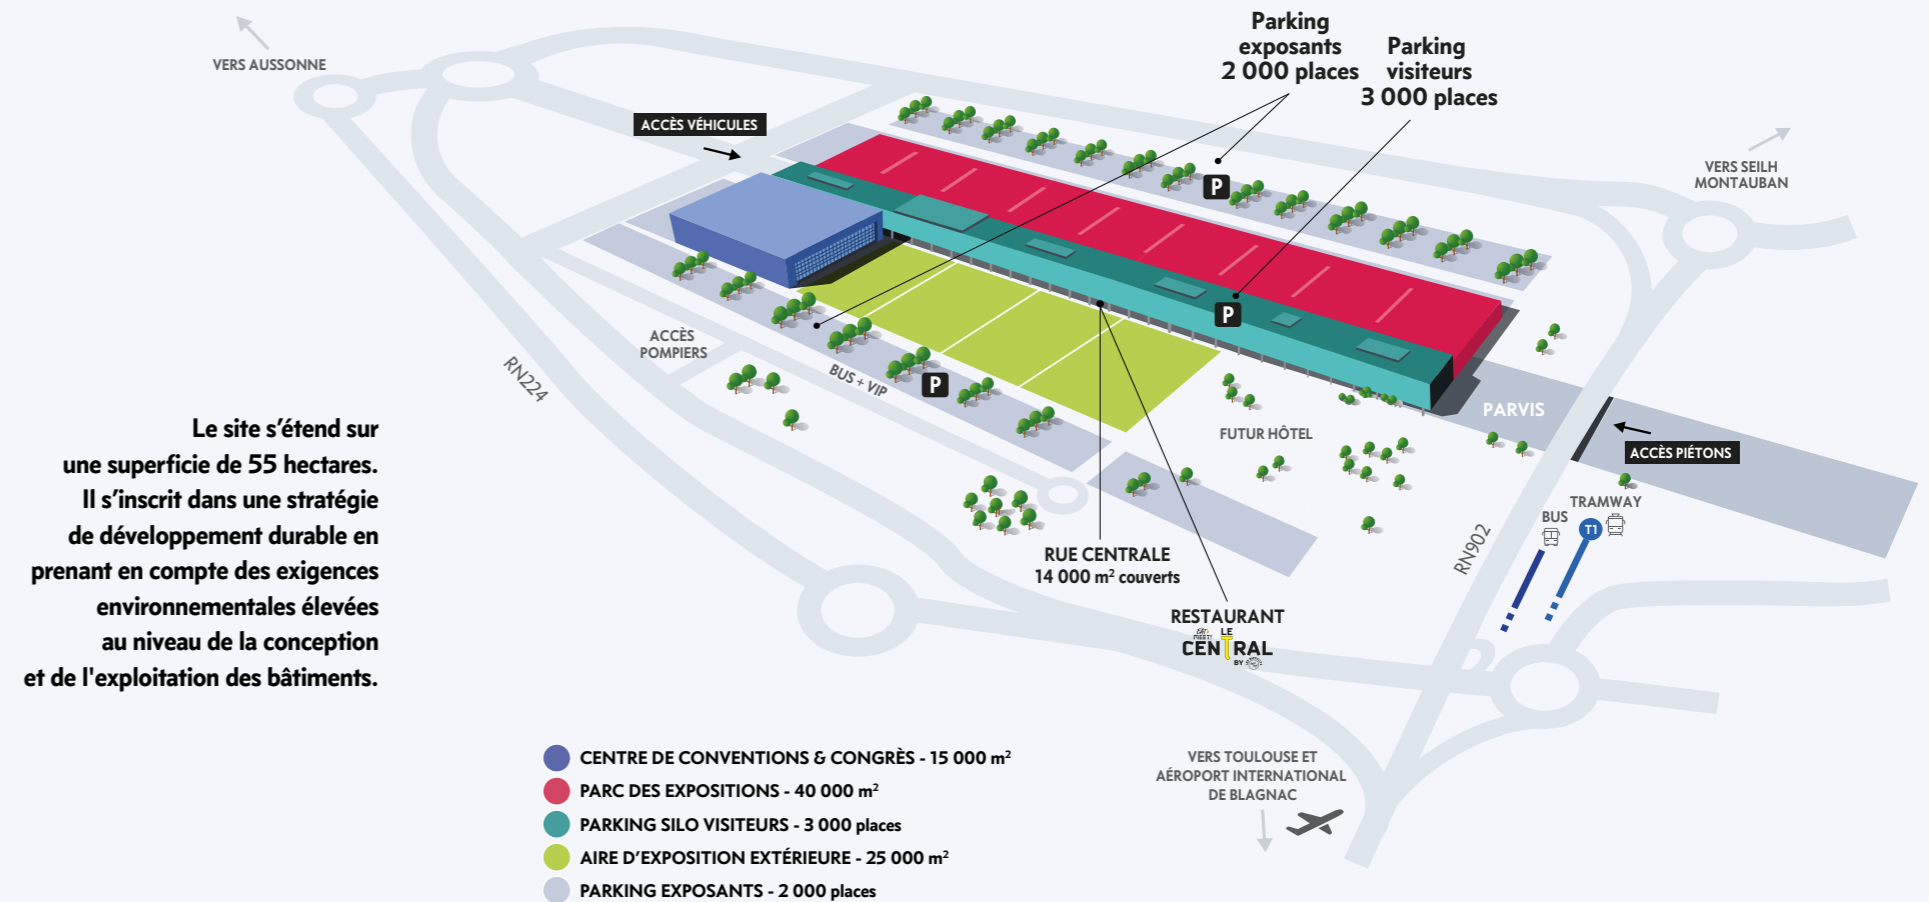 VERS AUSSONNE
ACCÈS VÉHICULES
Parking
exposants
2 000 places
Parking
visiteurs
3 000 places
VERS SEILH
MONTAUBAN
P
P
P
ACCÈS
POMPIERS
BUS + VIP
RN224
FUTUR HÔTEL
PARVIS
ACCÈS PIÉTONS
TRAMWAY
T1
BUS
RN902
RUE CENTRALE
14 000 m² couverts
RESTAURANT
LE
CENTRAL
BY
Le site s’étend sur
une superficie de 55 hectares.
Il s’inscrit dans une stratégie
de développement durable en
prenant en compte des exigences
environnementales élevées
au niveau de la conception
et de l'exploitation des bâtiments.
CENTRE DE CONVENTIONS & CONGRÈS - 15 000 m²
PARC DES EXPOSITIONS - 40 000 m²
PARKING SILO VISITEURS - 3 000 places
AIRE D’EXPOSITION EXTÉRIEURE - 25 000 m²
PARKING EXPOSANTS - 2 000 places
VERS TOULOUSE ET
AÉROPORT INTERNATIONAL
DE BLAGNAC